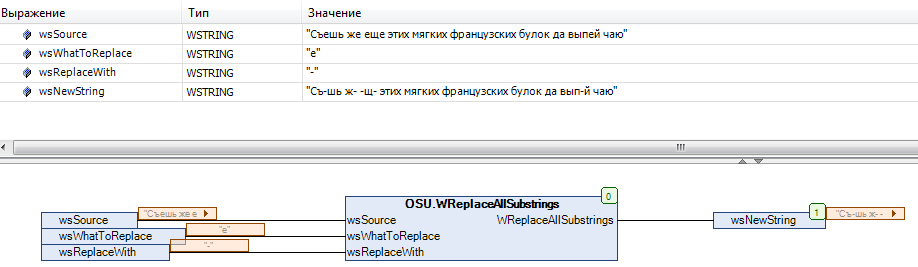 Выражение Тип Значение
wsSource WSTRING "Съешь же еще этих мягких французских булок да выпей чаю"
wsWhatToReplace WSTRING "е"
wsReplaceWith WSTRING "-"
wsNewString WSTRING "Съ-шь ж- -щ- этих мягких французских булок да вып-й чаю"
OSU.WReplaceAllSubstrings 0
wsSource "Съешь же е wsSource WReplaceAllSubstrings wsNewString 1 "Съ-шь ж- -
wsWhatToReplace "е" wsWhatToReplace
wsReplaceWith "-" wsReplaceWith